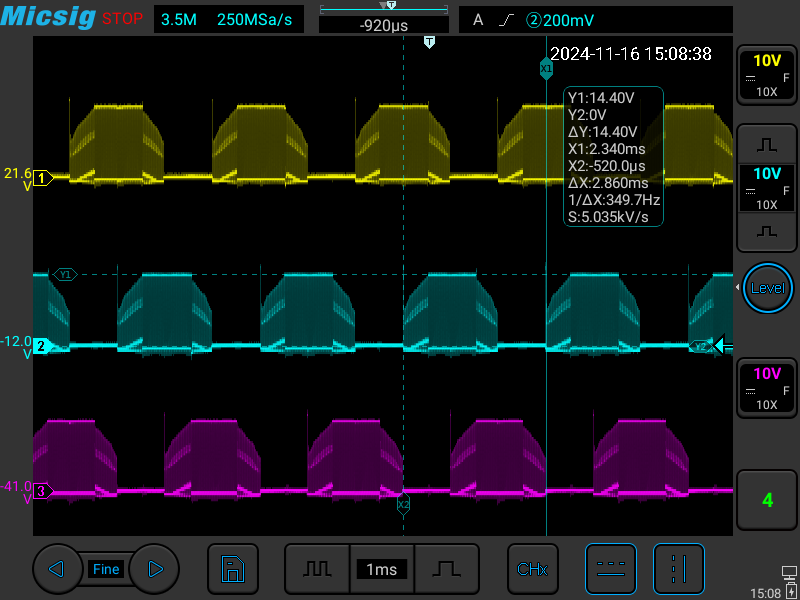 Micsig STOP 3.5M 250MSa/s -920µs T A ②200mV
T
2024-11-16 15:08:38
X1
10V
F
10X
Y1:14.40V
Y2:0V
ΔY:14.40V
X1:2.340ms
X2:-520.0µs
ΔX:2.860ms
1/ΔX:349.7Hz
S:5.035kV/s
21.6
V
1
10V
F
10X
Y1
Level
-12.0
V
2
Y2
10V
F
10X
-41.0
V
3
X2
4
Fine
1ms
CHx
15:08